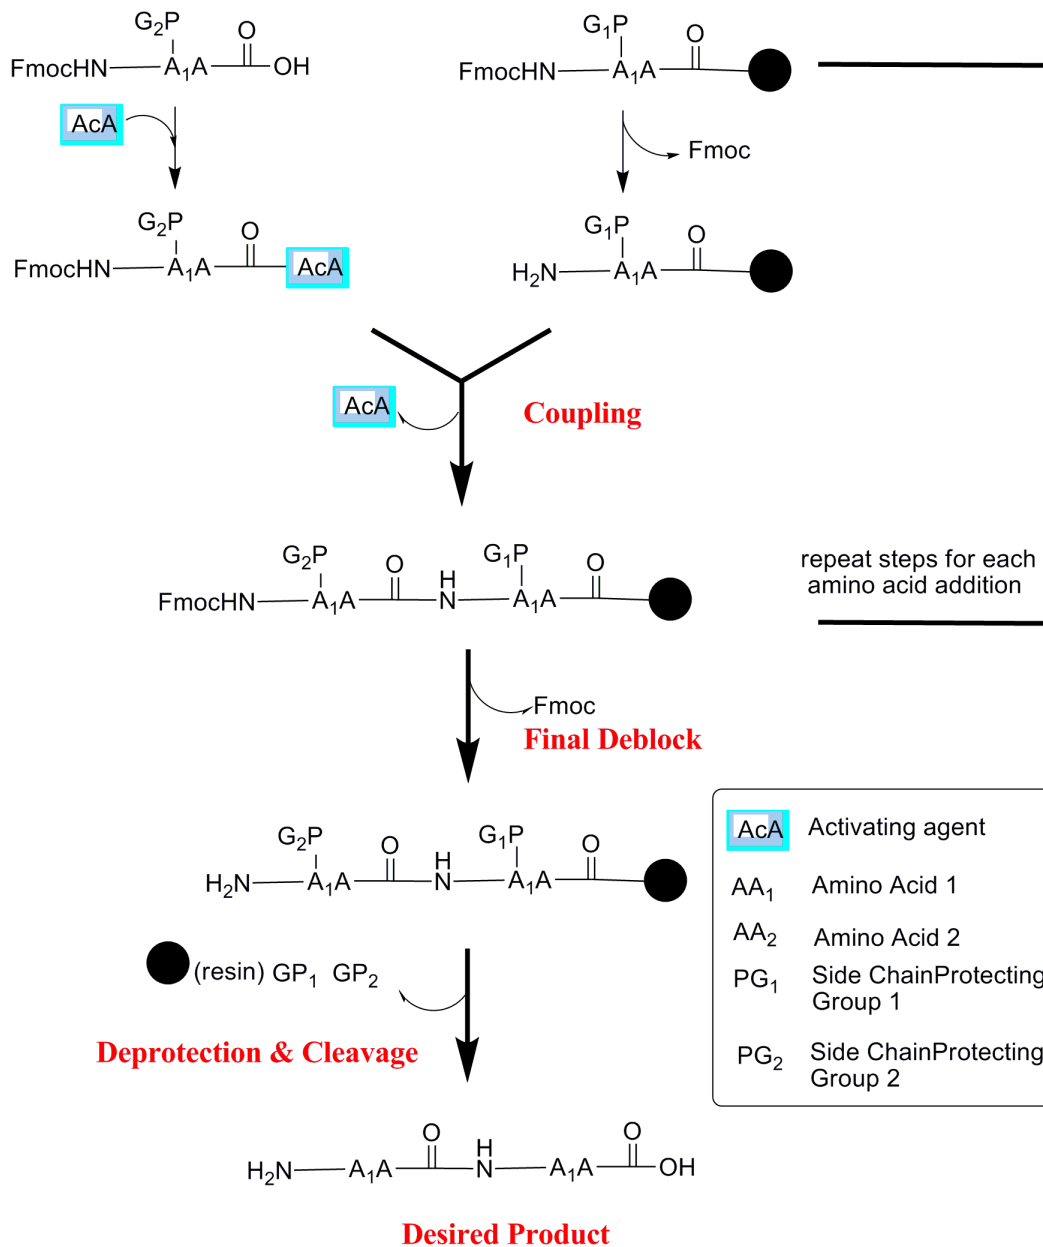 G₂P
O
FmocHN A₁A OH
G₁P
O
FmocHN A₁A
AcA
Fmoc
G₂P
O
FmocHN A₁A AcA
G₁P
O
H₂N A₁A
AcA
Coupling
G₂P O H G₁P O
FmocHN A₁A N A₁A
repeat steps for each
amino acid addition
Fmoc
Final Deblock
G₂P O H G₁P O
H₂N A₁A N A₁A
(resin) GP₁ GP₂
Deprotection & Cleavage
O H O
H₂N A₁A N A₁A OH
Desired Product
AcA Activating agent
AA₁ Amino Acid 1
AA₂ Amino Acid 2
PG₁ Side ChainProtecting
Group 1
PG₂ Side ChainProtecting
Group 2